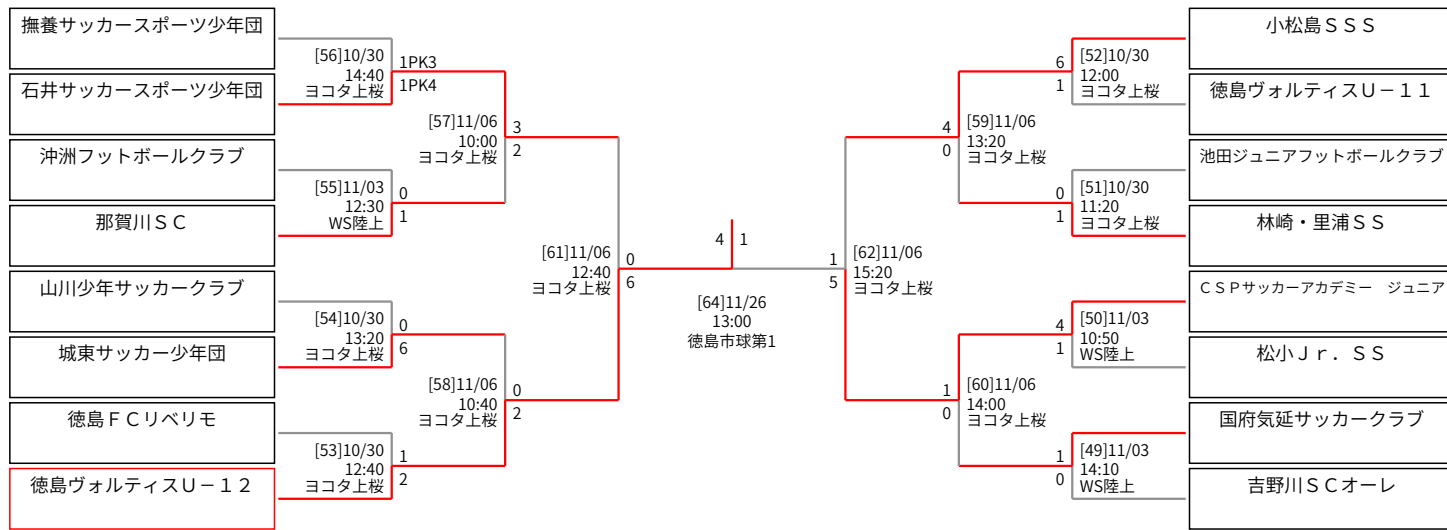 撫養サッカースポーツ少年団
[56]10/30
14:40
ヨコタ上桜
1PK3
1PK4
石井サッカースポーツ少年団
[57]11/06
10:00
ヨコタ上桜
3
2
沖洲フットボールクラブ
[55]11/03
12:30
WS陸上
0
1
那賀川ＳＣ
[61]11/06
12:40
ヨコタ上桜
0
6
山川少年サッカークラブ
[54]10/30
13:20
ヨコタ上桜
0
6
城東サッカー少年団
[58]11/06
10:40
ヨコタ上桜
0
2
徳島ＦＣリベリモ
[53]10/30
12:40
ヨコタ上桜
1
2
徳島ヴォルティスＵ－１２
4
1
[64]11/26
13:00
徳島市球第1
小松島ＳＳＳ
6
1
[52]10/30
12:00
ヨコタ上桜
徳島ヴォルティスＵ－１１
4
0
[59]11/06
13:20
ヨコタ上桜
池田ジュニアフットボールクラブ
0
1
[51]10/30
11:20
ヨコタ上桜
林崎・里浦ＳＳ
1
5
[62]11/06
15:20
ヨコタ上桜
ＣＳＰサッカーアカデミー　ジュニア
4
1
[50]11/03
10:50
WS陸上
松小Ｊｒ．ＳＳ
1
0
[60]11/06
14:00
ヨコタ上桜
国府気延サッカークラブ
1
0
[49]11/03
14:10
WS陸上
吉野川ＳＣオーレ